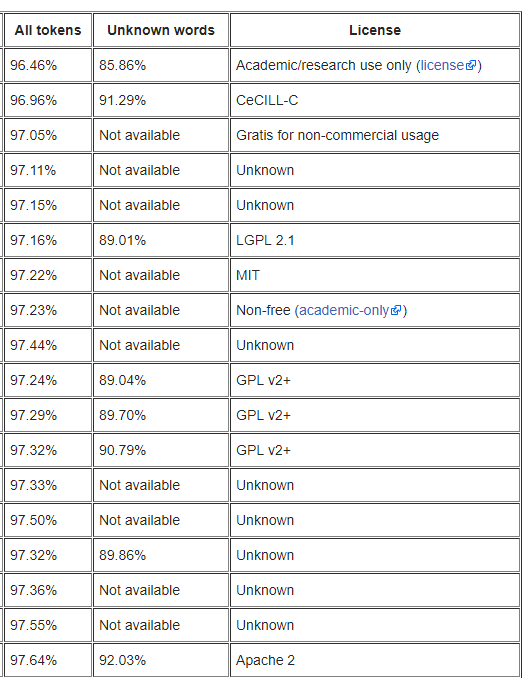 All tokens Unknown words License
96.46% 85.86% Academic/research use only (license)
96.96% 91.29% CeCILL-C
97.05% Not available Gratis for non-commercial usage
97.11% Not available Unknown
97.15% Not available Unknown
97.16% 89.01% LGPL 2.1
97.22% Not available MIT
97.23% Not available Non-free (academic-only)
97.44% Not available Unknown
97.24% 89.04% GPL v2+
97.29% 89.70% GPL v2+
97.32% 90.79% GPL v2+
97.33% Not available Unknown
97.50% Not available Unknown
97.32% 89.86% Unknown
97.36% Not available Unknown
97.55% Not available Unknown
97.64% 92.03% Apache 2